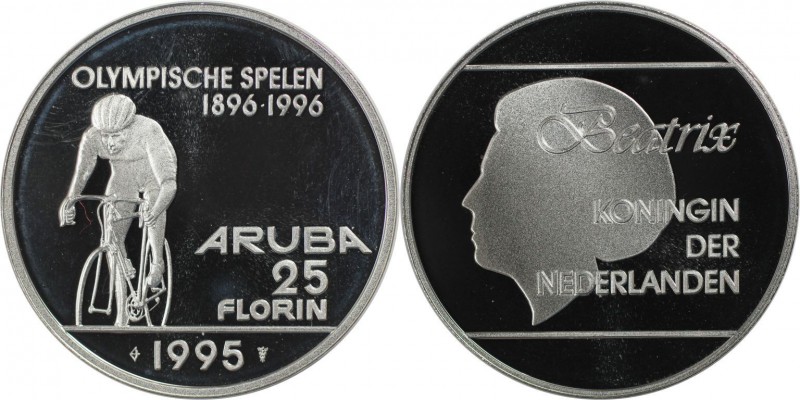 OLYMPISCHE SPELEN
1896·1996
ARUBA
25
FLORIN
1995
Beatrix
KONINGIN
DER
NEDERLANDEN